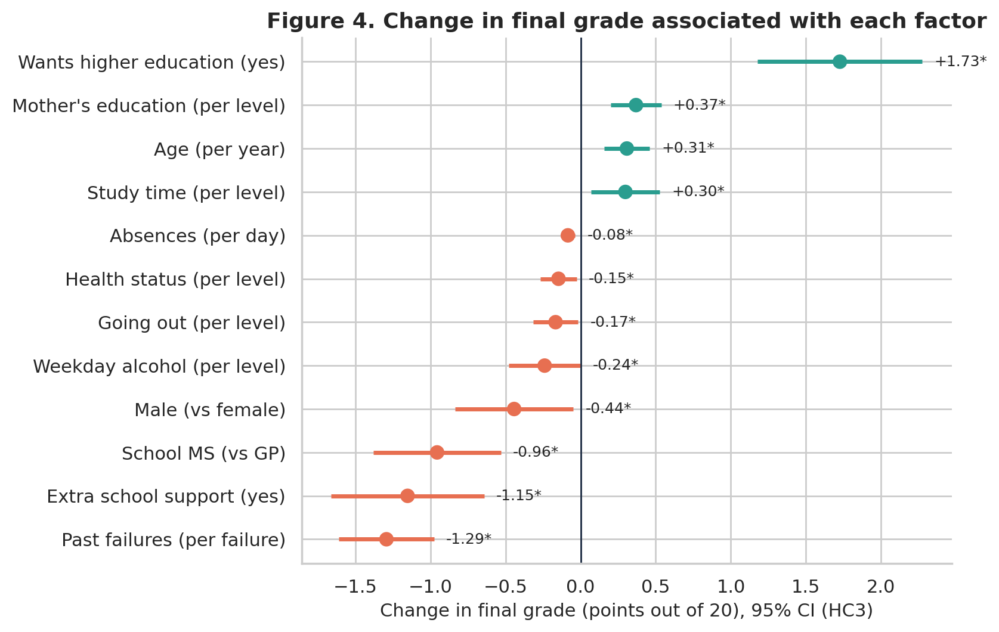 Figure 4. Change in final grade associated with each factor
Wants higher education (yes)
+1.73*
Mother's education (per level)
+0.37*
Age (per year)
+0.31*
Study time (per level)
+0.30*
Absences (per day)
-0.08*
Health status (per level)
-0.15*
Going out (per level)
-0.17*
Weekday alcohol (per level)
-0.24*
Male (vs female)
-0.44*
School MS (vs GP)
-0.96*
Extra school support (yes)
-1.15*
Past failures (per failure)
-1.29*
−1.5 −1.0 −0.5 0.0 0.5 1.0 1.5 2.0
Change in final grade (points out of 20), 95% CI (HC3)